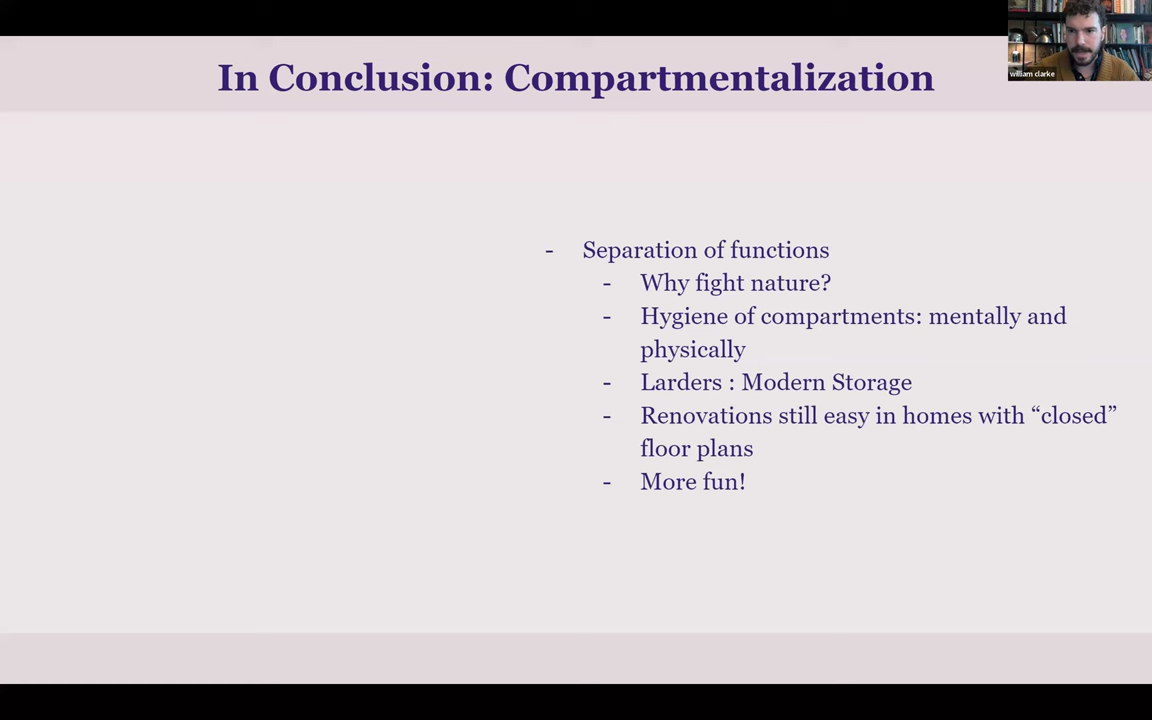 In Conclusion: Compartmentalization
william clarke
- Separation of functions
- Why fight nature?
- Hygiene of compartments: mentally and
physically
- Larders : Modern Storage
- Renovations still easy in homes with “closed”
floor plans
- More fun!